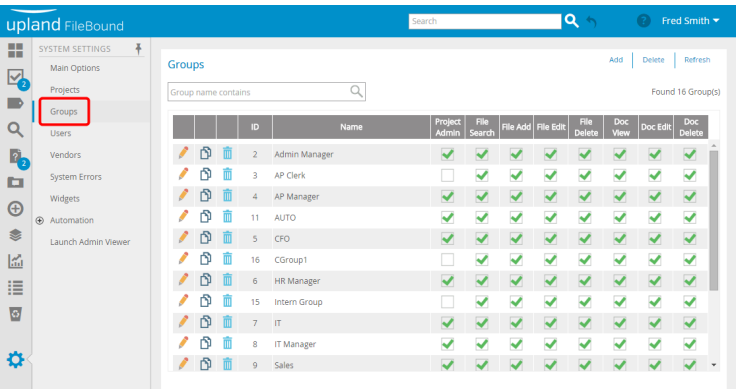 upland FileBound
Search
Fred Smith
SYSTEM SETTINGS
Main Options
Projects
Groups
Users
Vendors
System Errors
Widgets
Automation
Launch Admin Viewer
2
2
Groups
Add Delete Refresh
Group name contains
Found 16 Group(s)
ID Name Project Admin File Search File Add File Edit File Delete Doc View Doc Edit Doc Delete
2 Admin Manager
3 AP Clerk
4 AP Manager
11 AUTO
5 CFO
16 CGroup1
6 HR Manager
15 Intern Group
7 IT
8 IT Manager
9 Sales